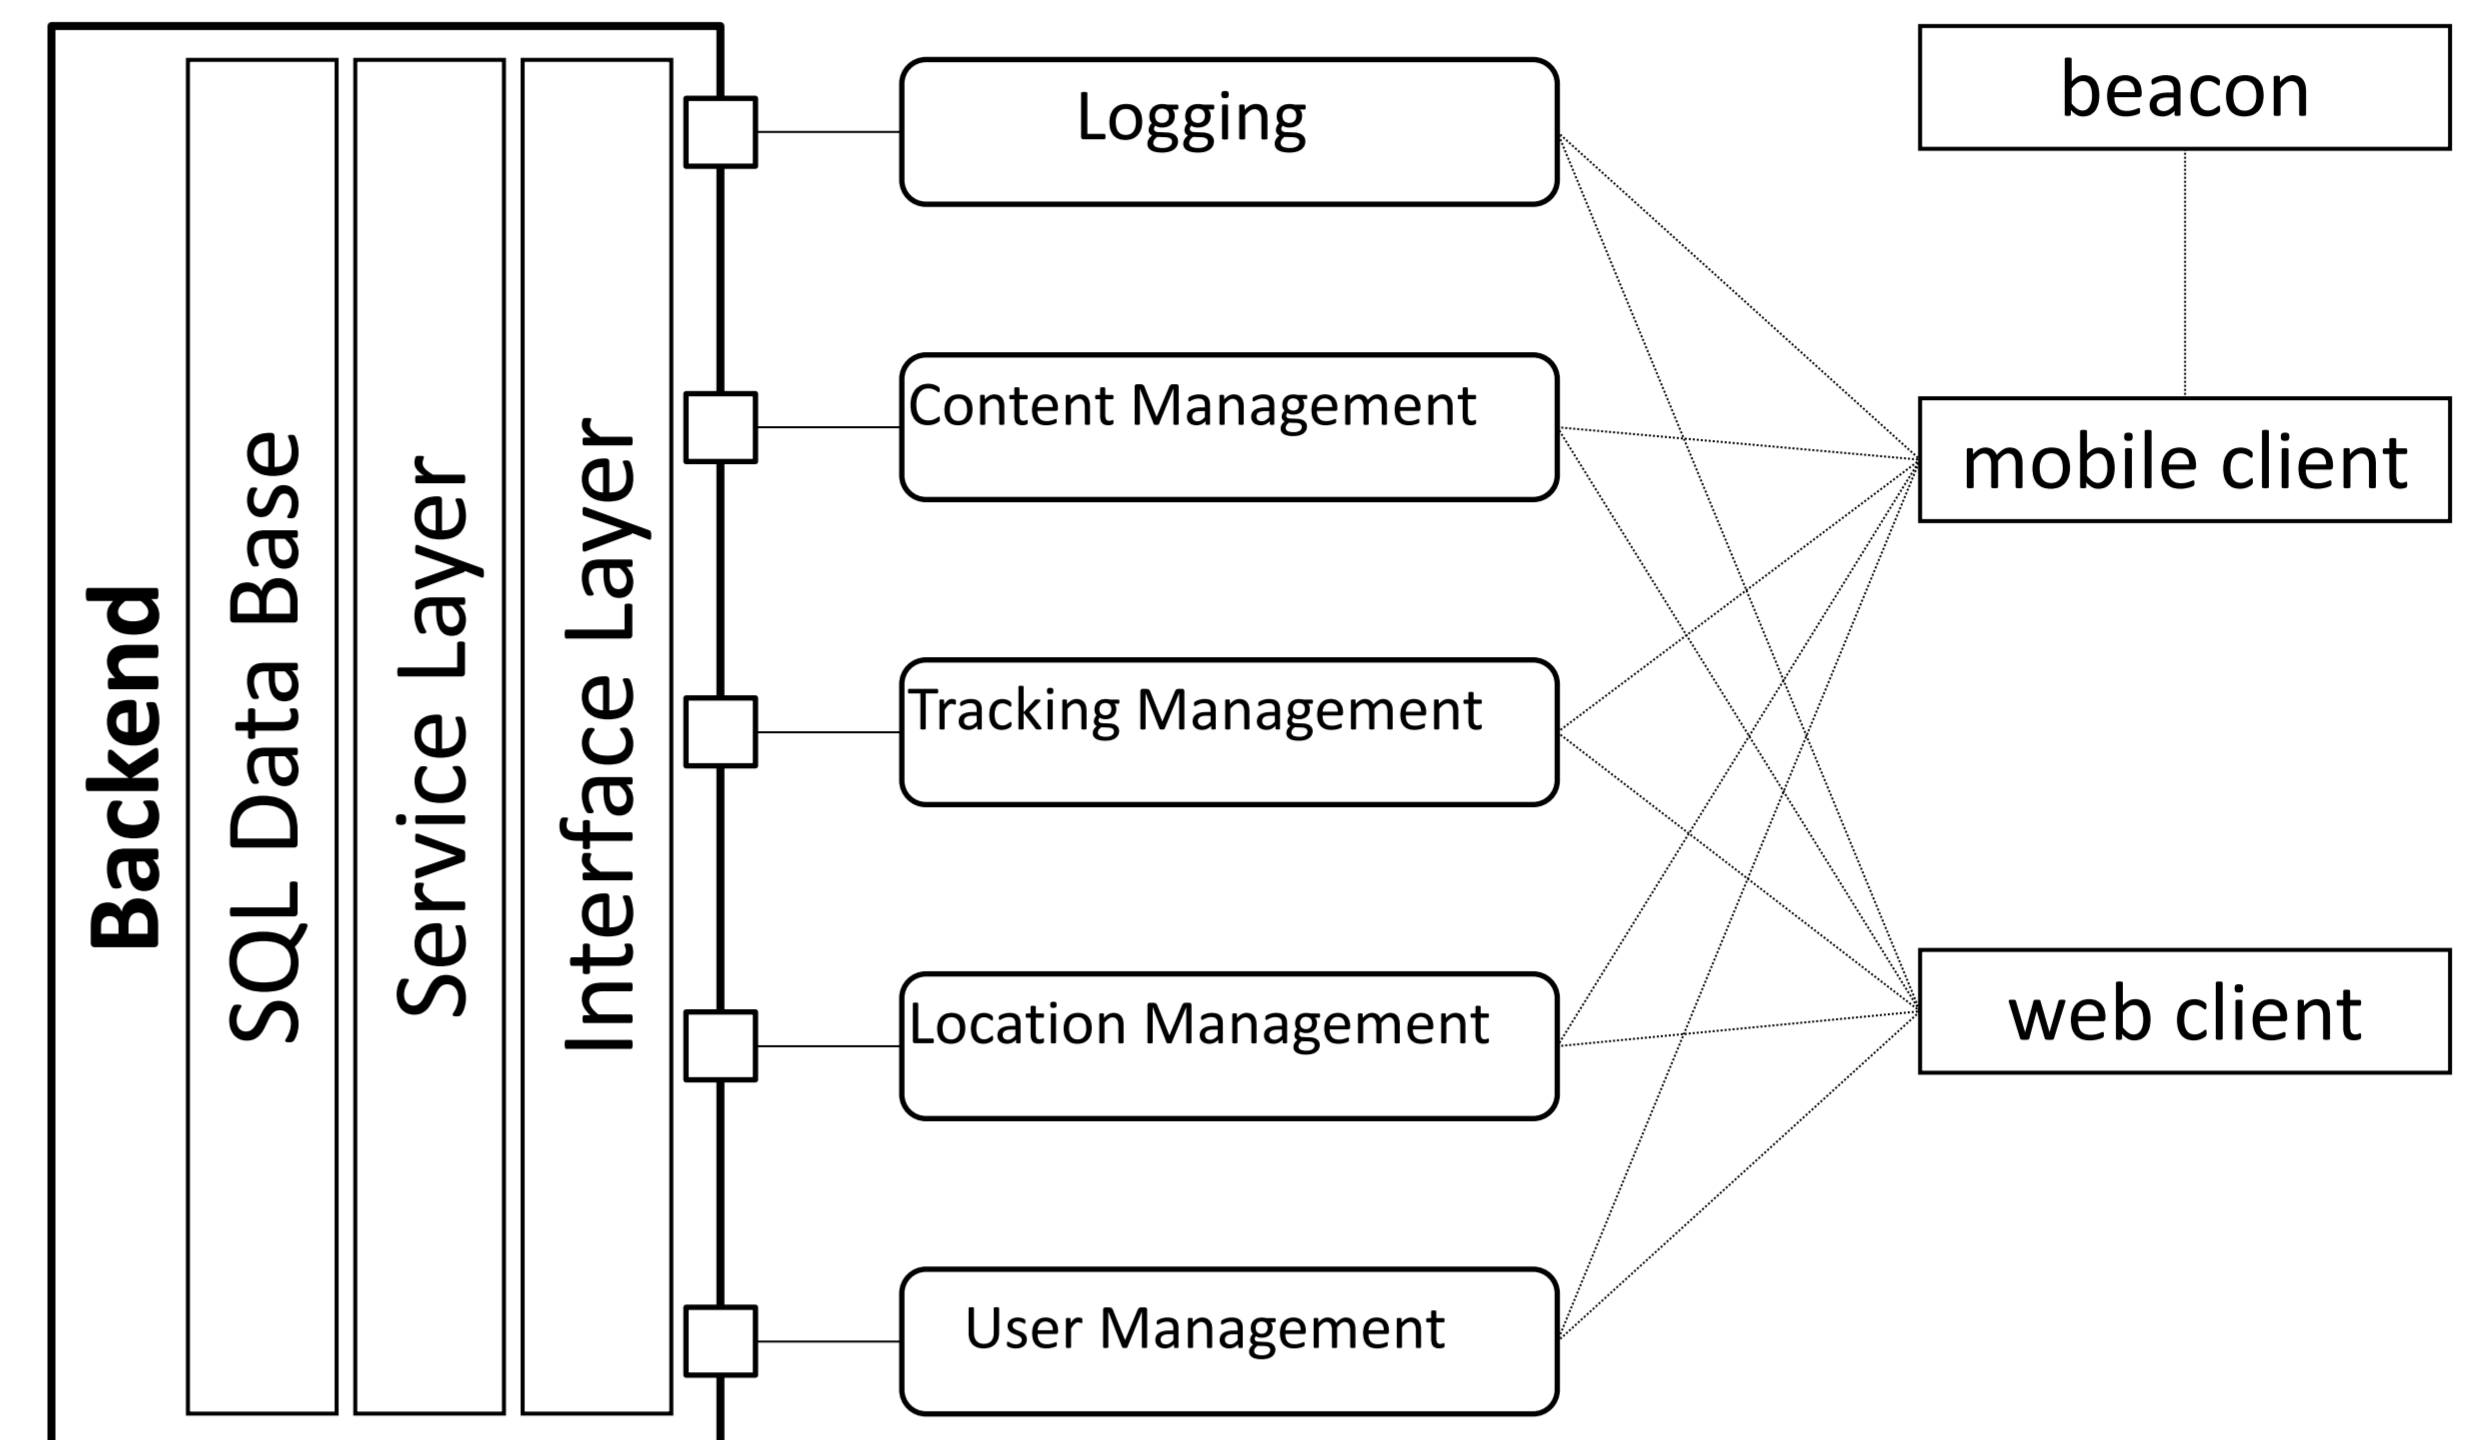 Backend
SQL Data Base
Service Layer
Interface Layer
Logging
Content Management
Tracking Management
Location Management
User Management
beacon
mobile client
web client